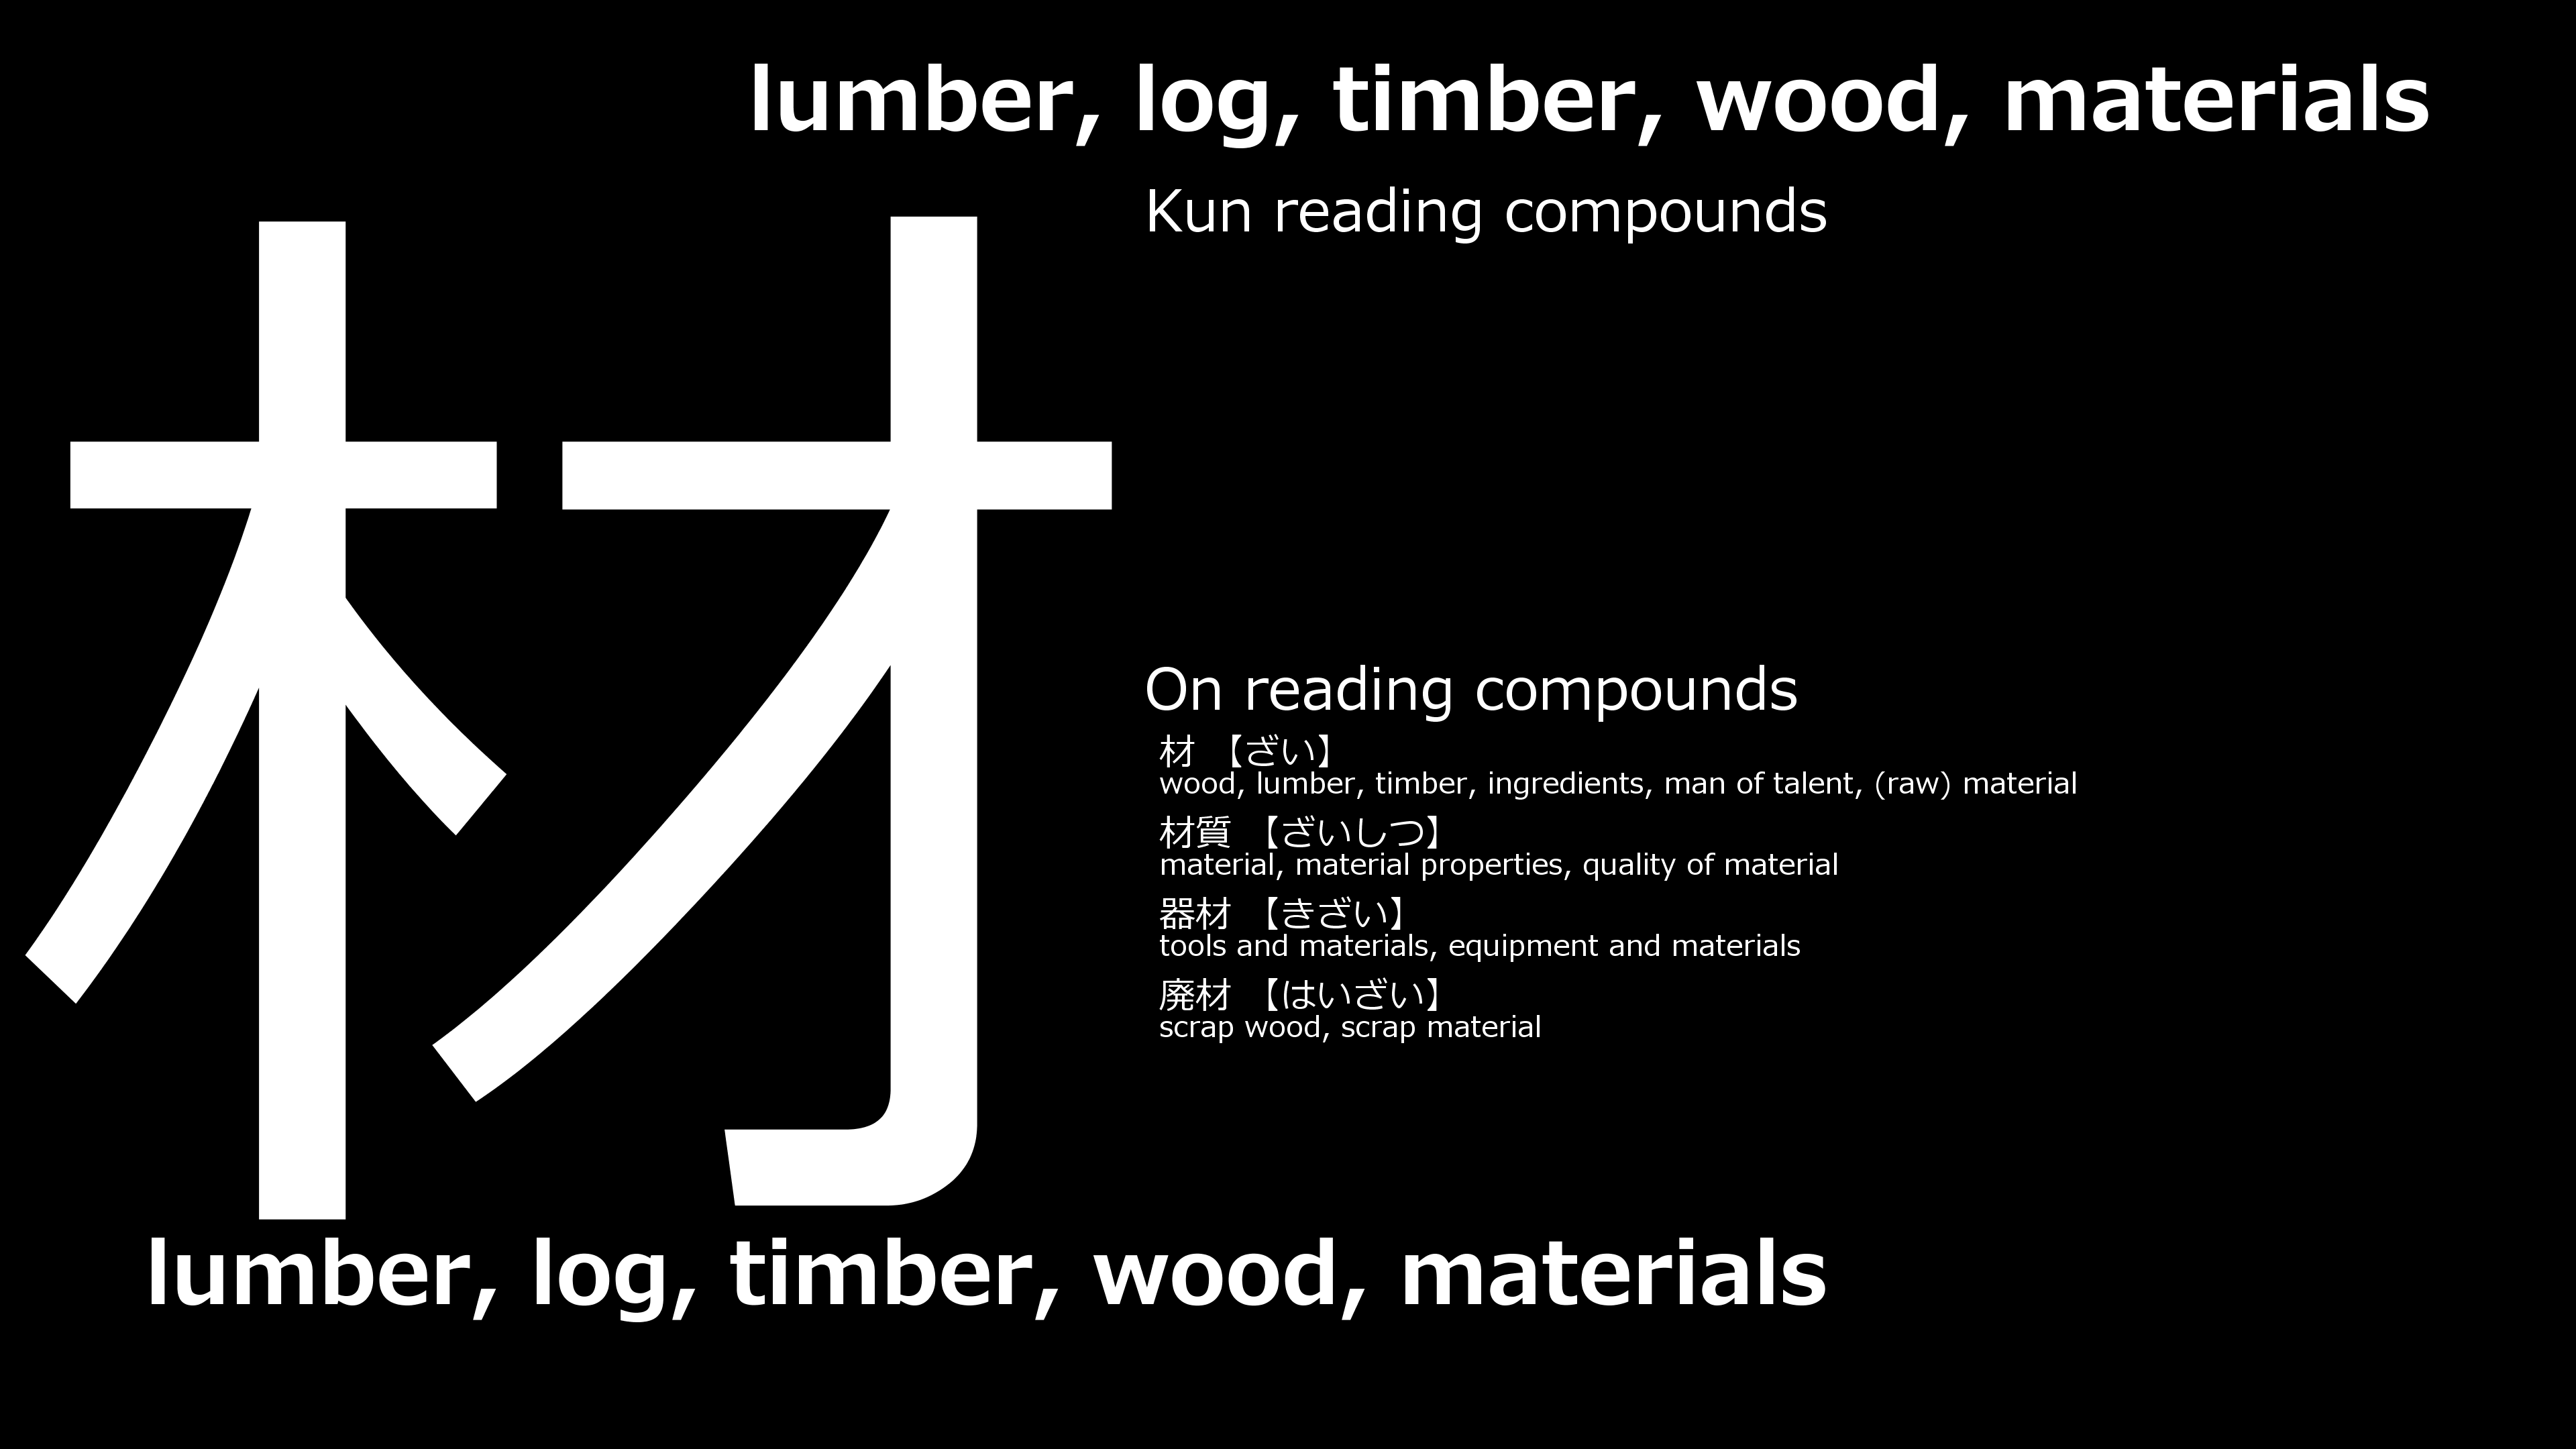 lumber, log, timber, wood, materials
材
Kun reading compounds
On reading compounds
材 【ざい】
wood, lumber, timber, ingredients, man of talent, (raw) material
材質 【ざいしつ】
material, material properties, quality of material
器材 【きざい】
tools and materials, equipment and materials
廃材 【はいざい】
scrap wood, scrap material
lumber, log, timber, wood, materials